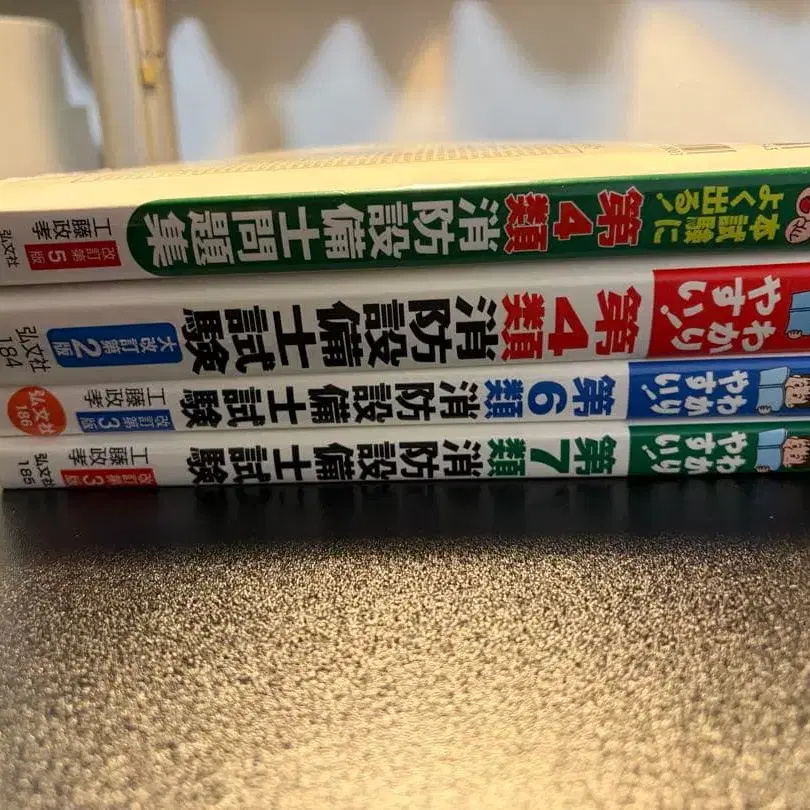 本試験によく出る! 第4類 消防設備士問題集 改訂第5版 工藤政孝 弘文社
わかりやすい! 第4類 消防設備士試験 大改訂第2版 弘文社 184
わかりやすい! 第6類 消防設備士試験 改訂第3版 工藤政孝 弘文社 186
わかりやすい! 第7類 消防設備士試験 改訂第3版 工藤政孝 弘文社 185